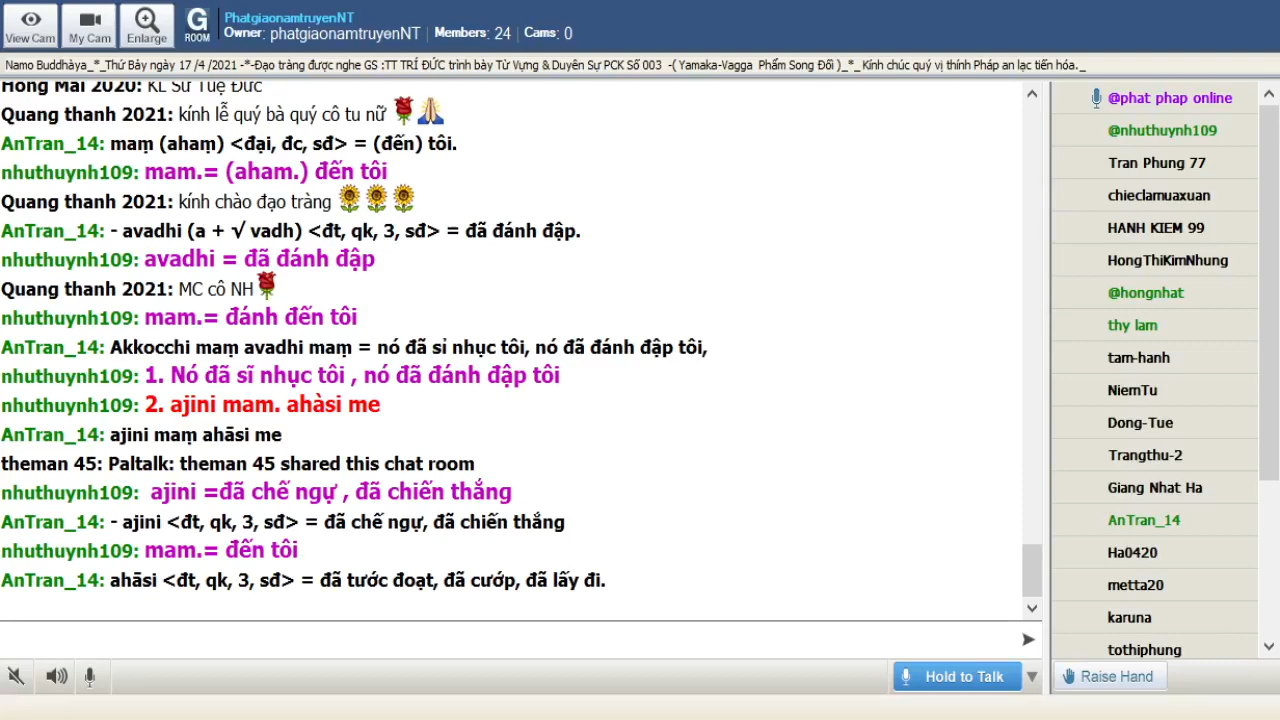 View Cam
My Cam
Enlarge
G
ROOM
PhatgiaonamtruyenNT
Owner: phatgiaonamtruyenNT | Members: 24 | Cams: 0
Namo Buddhàya_*_Thứ Bảy ngày 17 /4 /2021 -*-Đạo tràng được nghe GS :TT TRÍ ĐỨC trình bày Từ Vựng & Duyên Sự PCK Số 003 -( Yamaka-Vagga Phẩm Song Đối )_*_ Kính chúc quý vị thính Pháp an lạc tiến hóa._
Hong Mai 2020: KL Sư Tuệ Đức
Quang thanh 2021: kính lễ quý bà quý cô tu nữ
AnTran_14: maṃ (ahaṃ) <đại, đc, sđ> = (đến) tôi.
nhuthuynh109: mam.= (aham.) đến tôi
Quang thanh 2021: kính chào đạo tràng
AnTran_14: - avadhi (a + √ vadh) <đt, qk, 3, sđ> = đã đánh đập.
nhuthuynh109: avadhi = đã đánh đập
Quang thanh 2021: MC cô NH
nhuthuynh109: mam.= đánh đến tôi
AnTran_14: Akkocchi maṃ avadhi maṃ = nó đã sỉ nhục tôi, nó đã đánh đập tôi,
nhuthuynh109: 1. Nó đã sĩ nhục tôi , nó đã đánh đập tôi
nhuthuynh109: 2. ajini mam. ahàsi me
AnTran_14: ajini maṃ ahāsi me
theman 45: Paltalk: theman 45 shared this chat room
nhuthuynh109: ajini =đã chế ngự , đã chiến thắng
AnTran_14: - ajini <đt, qk, 3, sđ> = đã chế ngự, đã chiến thắng
nhuthuynh109: mam.= đến tôi
AnTran_14: ahāsi <đt, qk, 3, sđ> = đã tước đoạt, đã cướp, đã lấy đi.
Hold to Talk
@phat phap online
@nhuthuynh109
Tran Phung 77
chieclamuaxuan
HANH KIEM 99
HongThiKimNhung
@hongnhat
thy lam
tam-hanh
NiemTu
Dong-Tue
Trangthu-2
Giang Nhat Ha
AnTran_14
Ha0420
metta20
karuna
tothiphung
Raise Hand